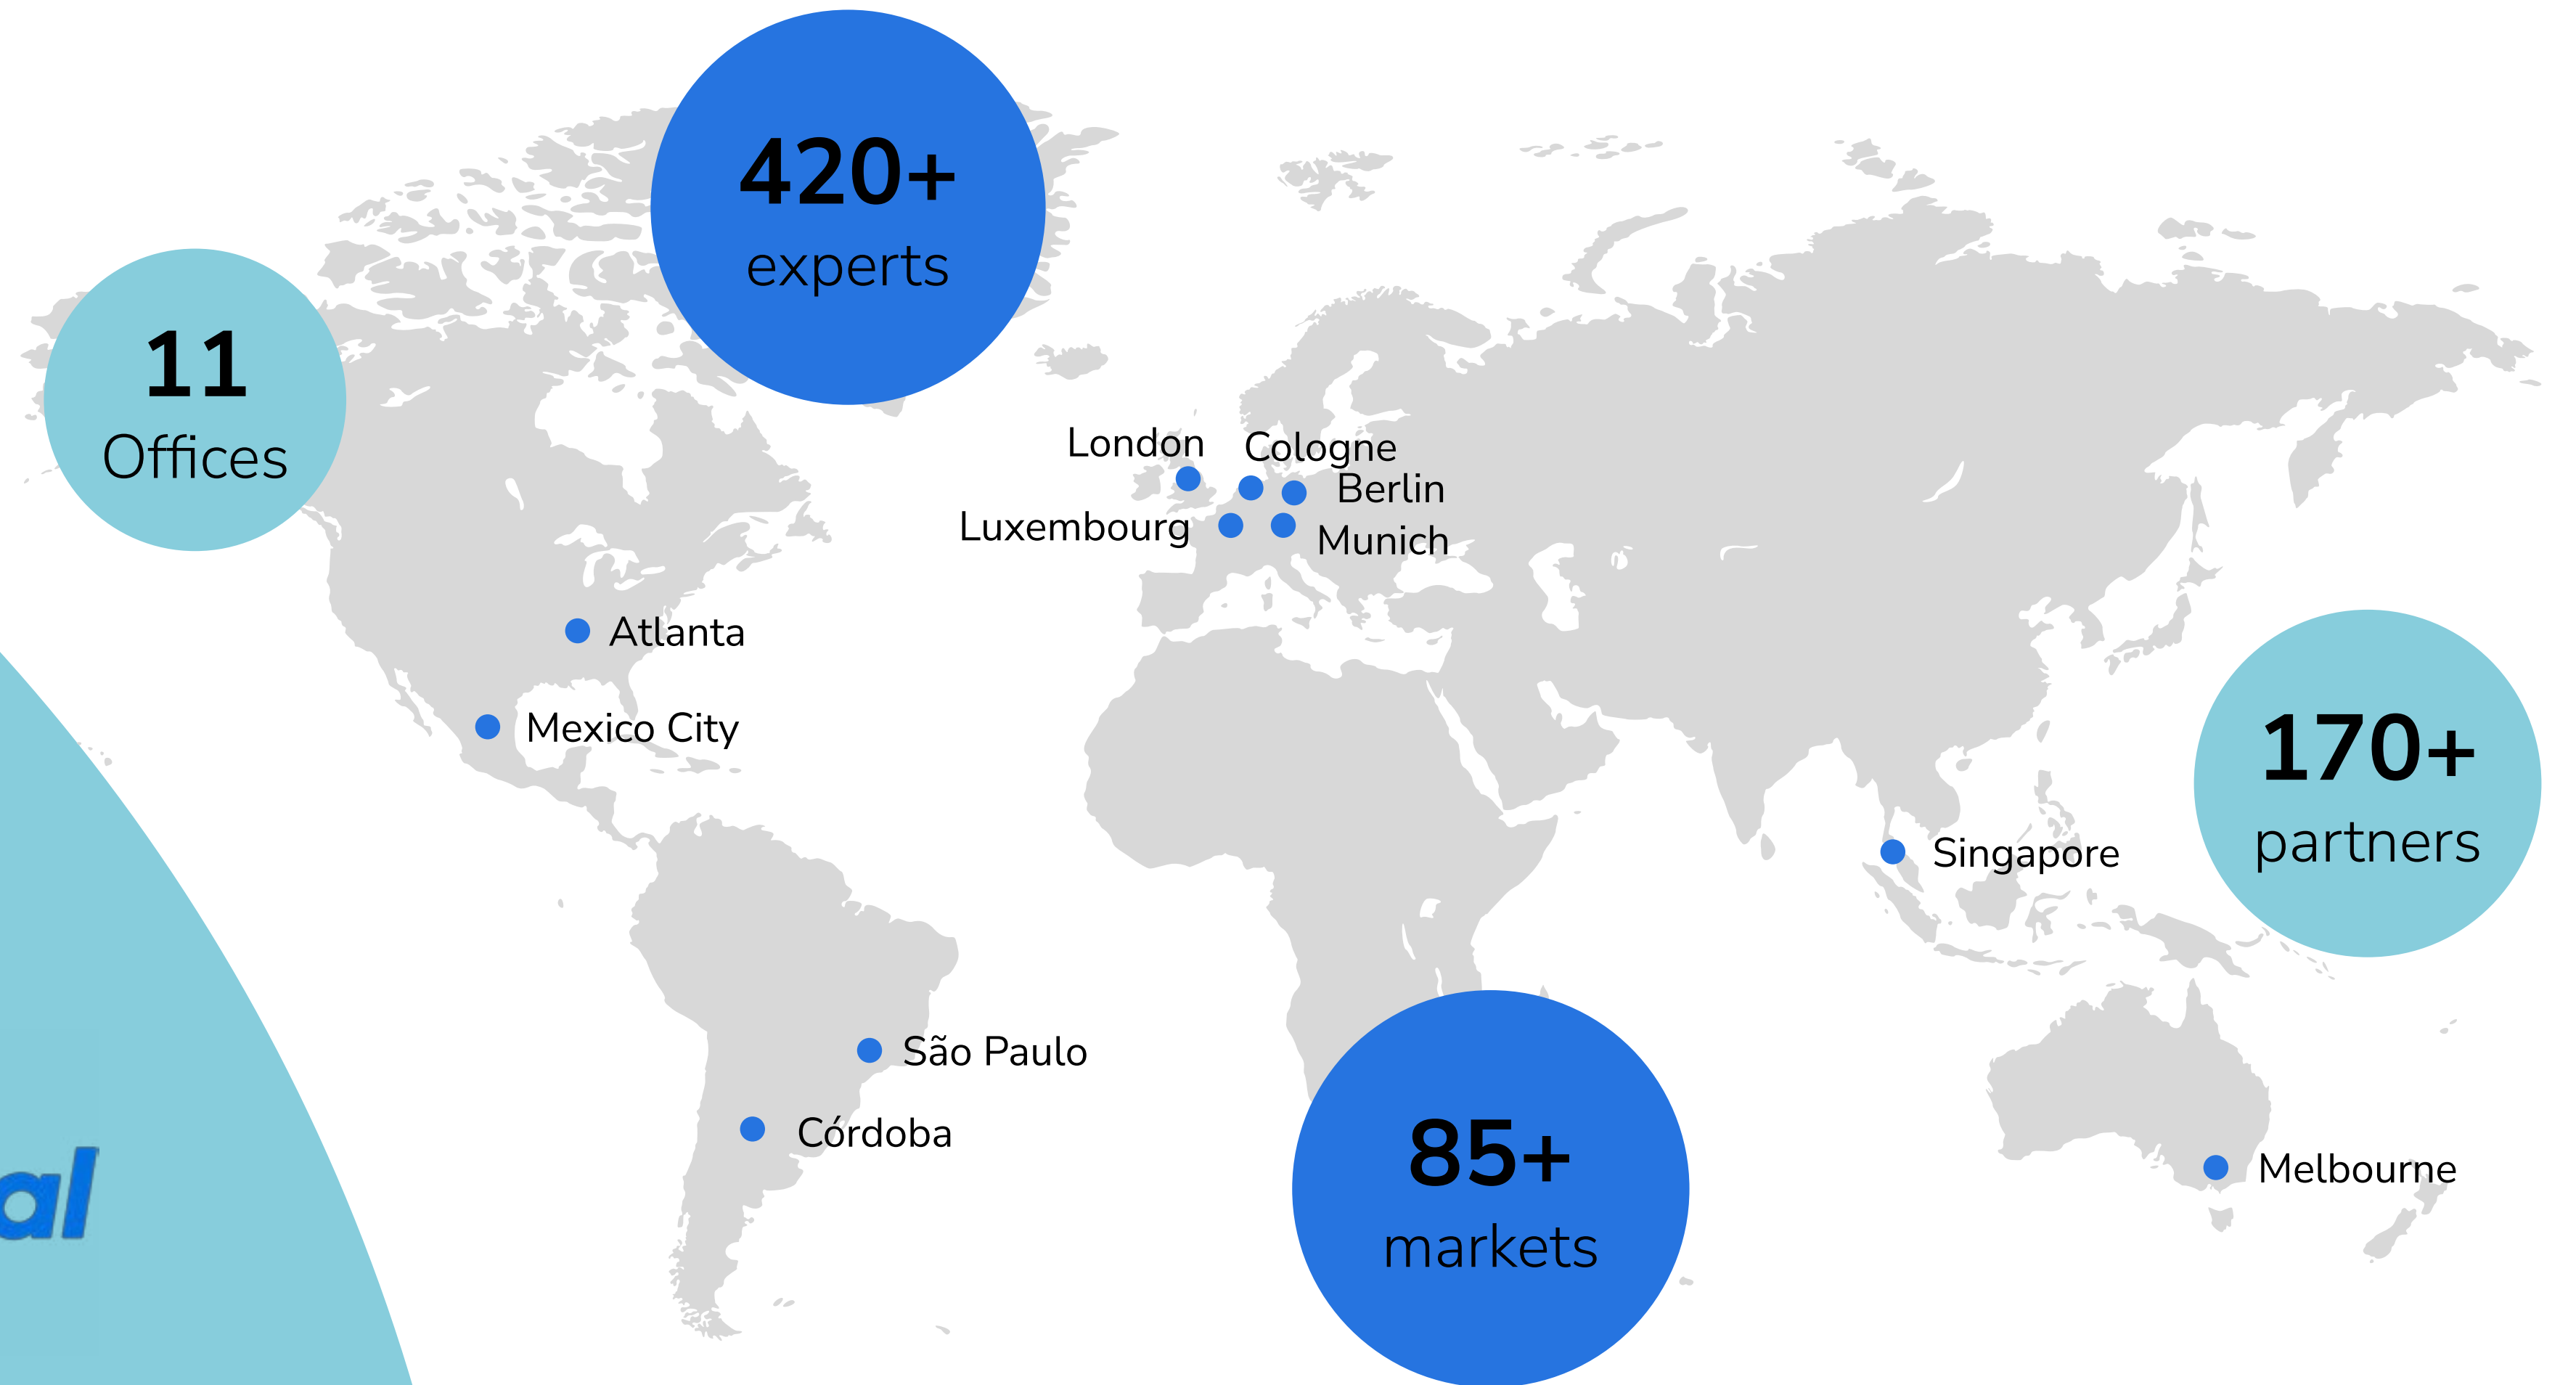 420+
experts
11
Offices
London
Cologne
Berlin
Luxembourg
Munich
Atlanta
Mexico City
170+
partners
Singapore
São Paulo
Córdoba
85+
markets
Melbourne
al